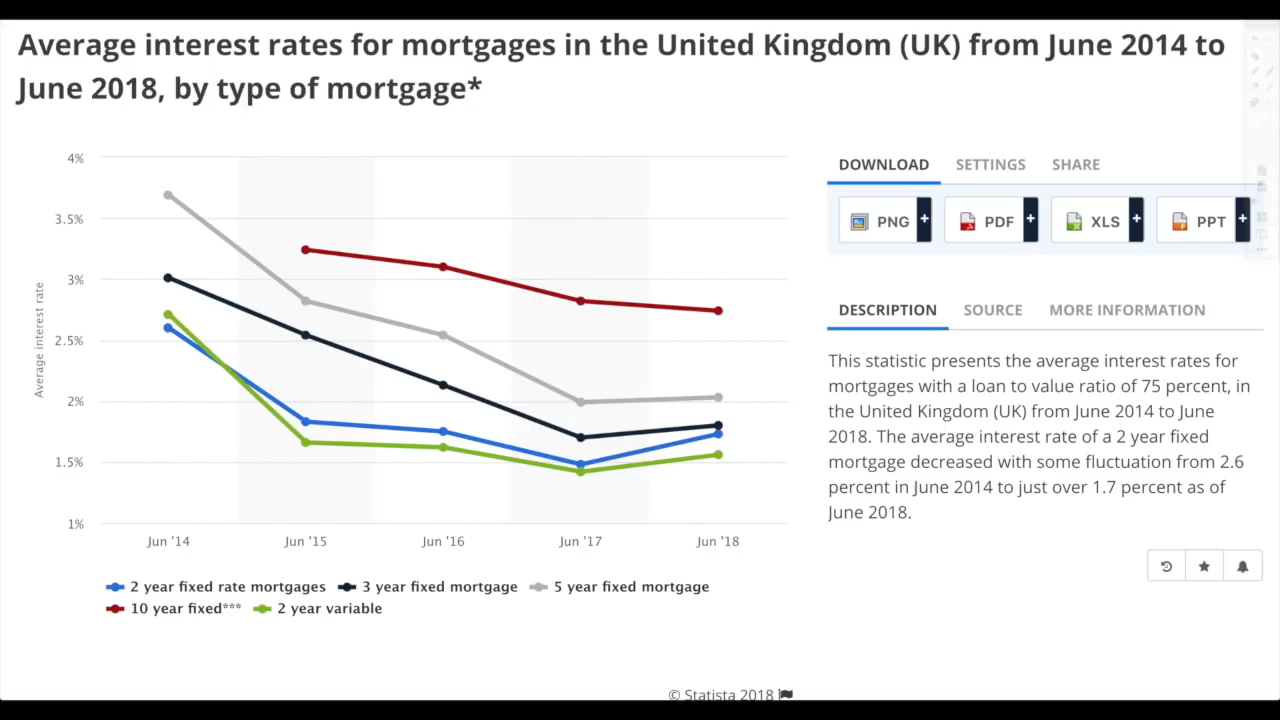 Average interest rates for mortgages in the United Kingdom (UK) from June 2014 to
June 2018, by type of mortgage*
4%
3.5%
3%
2.5%
2%
1.5%
1%
Average interest rate
Jun '14
Jun '15
Jun '16
Jun '17
Jun '18
2 year fixed rate mortgages
3 year fixed mortgage
5 year fixed mortgage
10 year fixed***
2 year variable
© Statista 2018
DOWNLOAD
SETTINGS
SHARE
PNG +
PDF +
XLS +
PPT +
DESCRIPTION
SOURCE
MORE INFORMATION
This statistic presents the average interest rates for
mortgages with a loan to value ratio of 75 percent, in
the United Kingdom (UK) from June 2014 to June
2018. The average interest rate of a 2 year fixed
mortgage decreased with some fluctuation from 2.6
percent in June 2014 to just over 1.7 percent as of
June 2018.